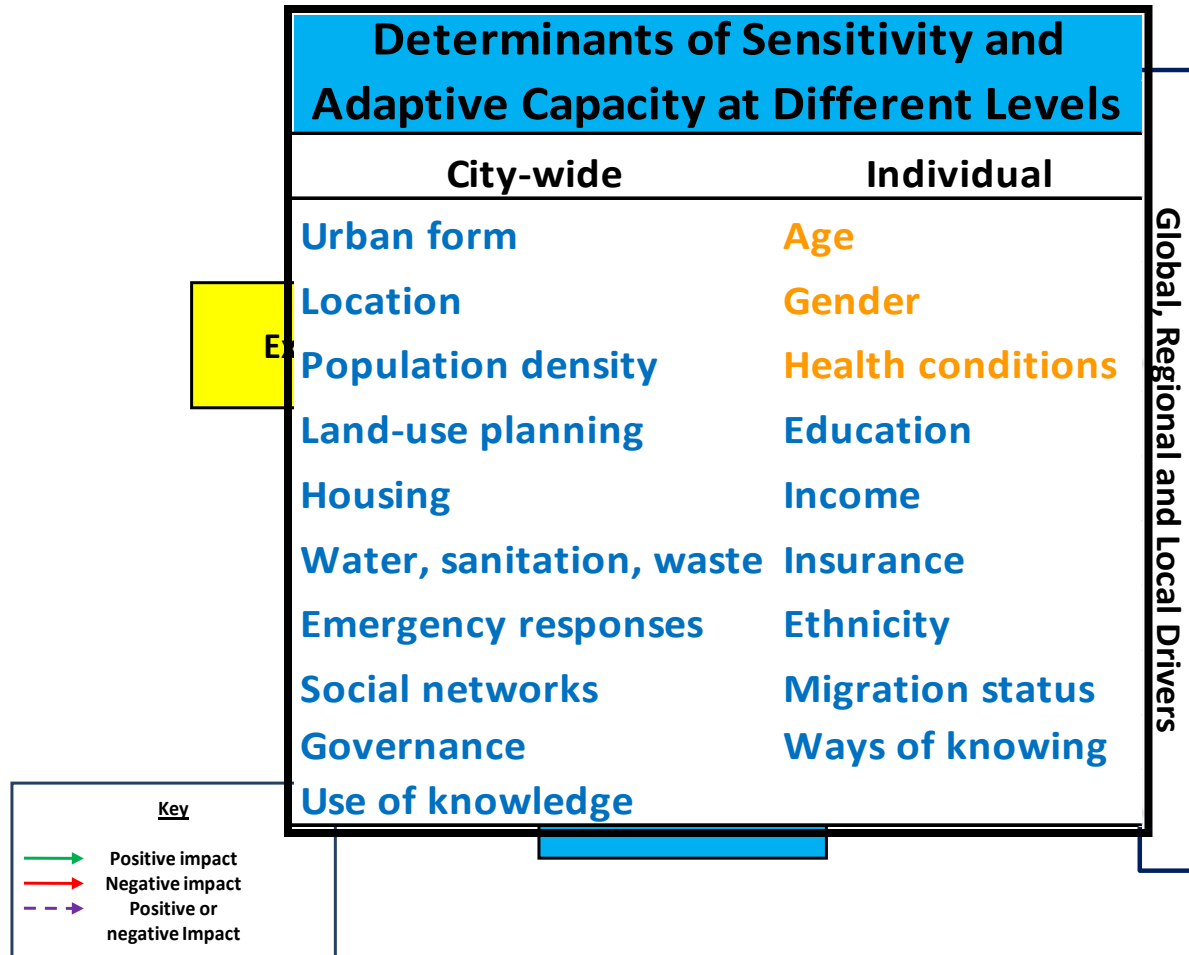 Determinants of Sensitivity and
Adaptive Capacity at Different Levels
City-wide Individual
Urban form Age
Location Gender
Population density Health conditions
Land-use planning Education
Housing Income
Water, sanitation, waste Insurance
Emergency responses Ethnicity
Social networks Migration status
Governance Ways of knowing
Use of knowledge
Global, Regional and Local Drivers
Key
Positive impact
Negative impact
Positive or
negative Impact